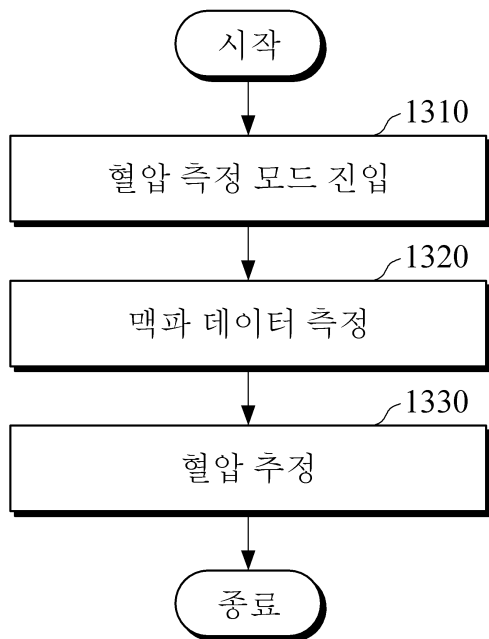 시작
1310
혈압 측정 모드 진입
1320
맥파 데이터 측정
1330
혈압 추정
종료